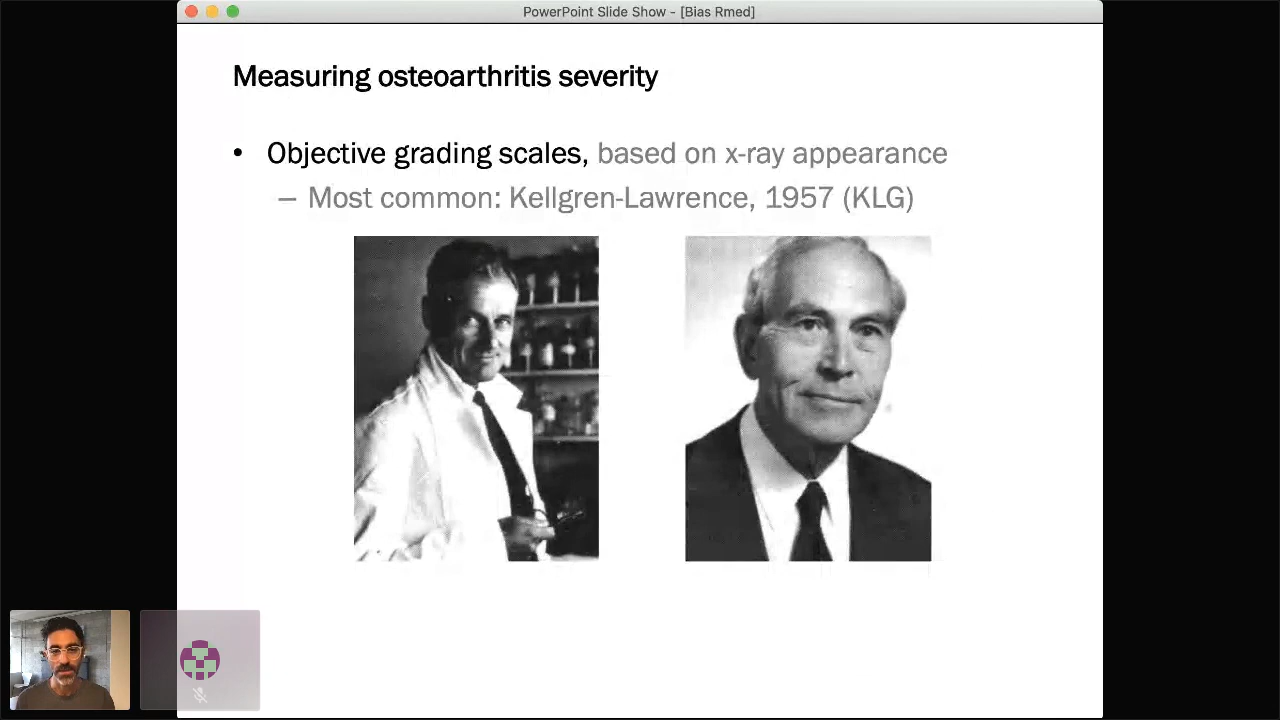 PowerPoint Slide Show - [Bias Rmed]
Measuring osteoarthritis severity
• Objective grading scales, based on x-ray appearance
– Most common: Kellgren-Lawrence, 1957 (KLG)